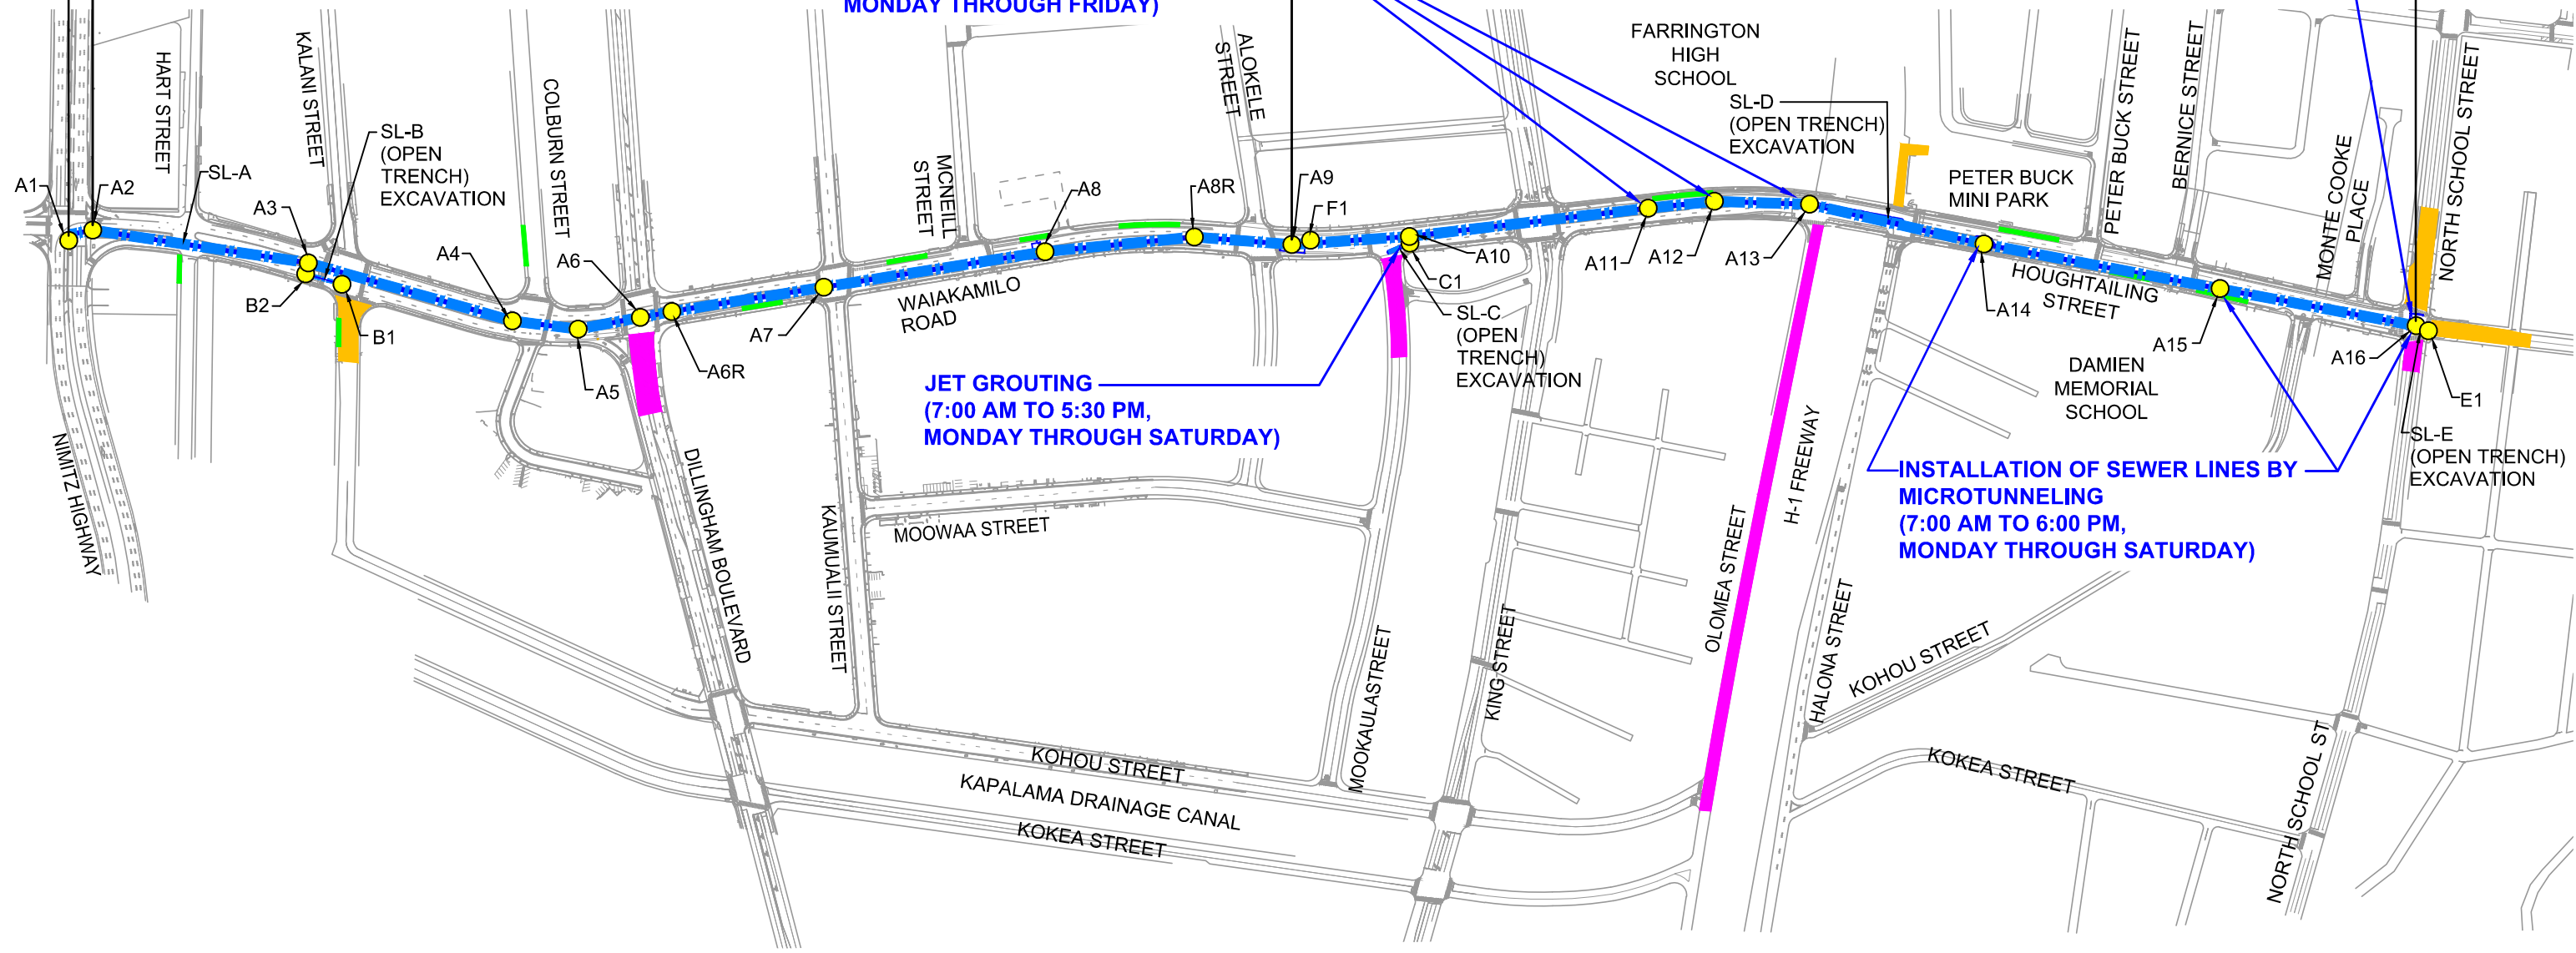 MONDAY THROUGH FRIDAY)
HART STREET
KALANI STREET
COLBURN STREET
SL-B
(OPEN
TRENCH)
EXCAVATION
SL-A
A1
A2
A3
B2
B1
A4
A5
A6
A6R
A7
MCNEILL
STREET
A8
A8R
ALOKELE
STREET
A9
F1
A10
C1
SL-C
(OPEN
TRENCH)
EXCAVATION
WAIAKAMILO
ROAD
JET GROUTING
(7:00 AM TO 5:30 PM,
MONDAY THROUGH SATURDAY)
FARRINGTON
HIGH
SCHOOL
SL-D
(OPEN TRENCH)
EXCAVATION
A11
A12
A13
A14
PETER BUCK
MINI PARK
PETER BUCK STREET
BERNICE STREET
MONTE COOKE
PLACE
NORTH SCHOOL STREET
HOUGHTAILING
STREET
A15
A16
E1
DAMIEN
MEMORIAL
SCHOOL
SL-E
(OPEN TRENCH)
EXCAVATION
INSTALLATION OF SEWER LINES BY
MICROTUNNELING
(7:00 AM TO 6:00 PM,
MONDAY THROUGH SATURDAY)
NIMITZ HIGHWAY
DILLINGHAM BOULEVARD
KAUMUALII STREET
MOOWAA STREET
MOOKAULASTREET
KING STREET
OLOMEA STREET
H-1 FREEWAY
HALONA STREET
KOHOU STREET
KOKEA STREET
NORTH SCHOOL ST
KOHOU STREET
KAPALAMA DRAINAGE CANAL
KOKEA STREET